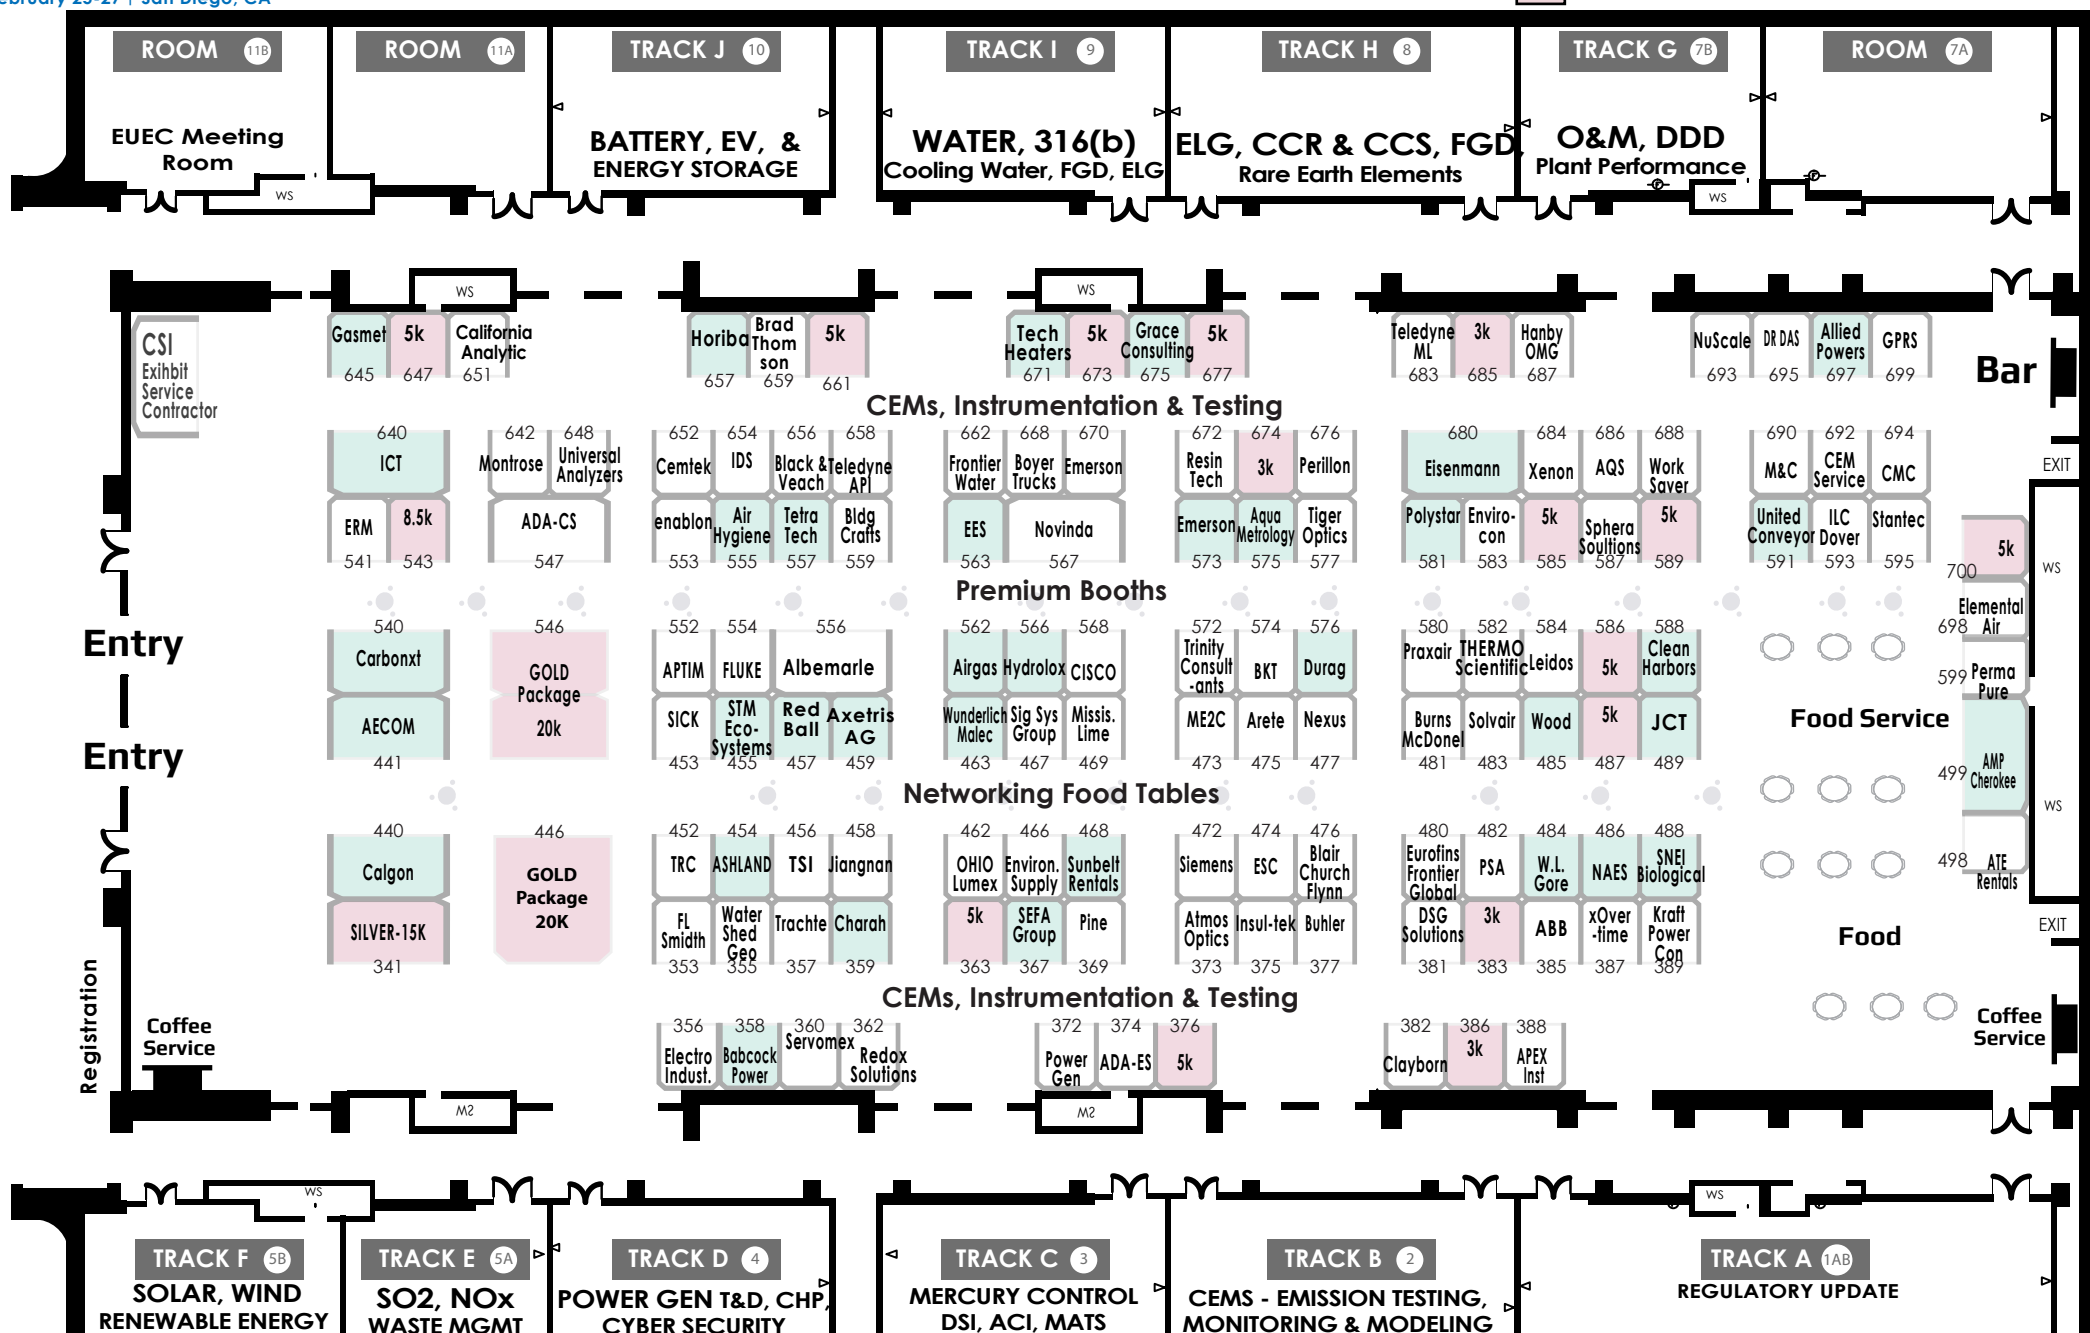 February 25-27 | San Diego, CA
ROOM 11B
ROOM 11A
TRACK J 10
TRACK I 9
TRACK H 8
TRACK G 7B
ROOM 7A
EUEC Meeting
Room
BATTERY, EV, &
ENERGY STORAGE
WATER, 316(b)
Cooling Water, FGD, ELG
ELG, CCR & CCS, FGD,
Rare Earth Elements
O&M, DDD
Plant Performance
WS
WS
WS
WS
CSI
Exihbit
Service
Contractor
Gasmet
645
5k
647
California
Analytic
651
Horiba
657
Brad
Thom
son
659
5k
661
Tech
Heaters
671
5k
673
Grace
Consulting
675
5k
677
Teledyne
ML
683
3k
685
Hanby
OMG
687
NuScale
693
DR DAS
695
Allied
Powers
697
GPRS
699
Bar
CEMs, Instrumentation & Testing
640
ICT
642
Montrose
648
Universal
Analyzers
652
Cemtek
654
IDS
656
Black &
Veach
658
Teledyne
API
662
Frontier
Water
668
Boyer
Trucks
670
Emerson
672
Resin
Tech
674
3k
676
Perillon
680
Eisenmann
684
Xenon
686
AQS
688
Work
Saver
690
M&C
692
CEM
Service
694
CMC
EXIT
ERM
541
8.5k
543
ADA-CS
547
enablon
553
Air
Hygiene
555
Tetra
Tech
557
Bldg
Crafts
559
EES
563
Novinda
567
Emerson
573
Aqua
Metrology
575
Tiger
Optics
577
Polystar
581
Enviro-
con
583
5k
585
Sphera
Soultions
587
5k
589
United
Conveyor
591
ILC
Dover
593
Stantec
595
5k
700
WS
Premium Booths
Entry
540
Carbonxt
546
GOLD
Package
20k
552
APTIM
554
FLUKE
556
Albemarle
562
Airgas
566
Hydrolox
568
CISCO
572
Trinity
Consult
-ants
574
BKT
576
Durag
580
Praxair
582
THERMO
Scientific
584
Leidos
586
5k
588
Clean
Harbors
Elemental
Air
698
Perma
Pure
599
Entry
AECOM
441
SICK
453
STM
Eco-
Systems
455
Red
Ball
457
Axetris
AG
459
Wunderlich
Malec
463
Sig Sys
Group
467
Missis.
Lime
469
ME2C
473
Arete
475
Nexus
477
Burns
McDonel
481
Solvair
483
Wood
485
5k
487
JCT
489
Food Service
AMP
Cherokee
499
WS
Networking Food Tables
440
Calgon
446
GOLD
Package
20K
452
TRC
454
ASHLAND
456
TSI
458
Jiangnan
462
OHIO
Lumex
466
Environ.
Supply
468
Sunbelt
Rentals
472
Siemens
474
ESC
476
Blair
Church
Flynn
480
Eurofins
Frontier
Global
482
PSA
484
W.L.
Gore
486
NAES
488
SNEI
Biological
498
ATE
Rentals
SILVER-15K
341
FL
Smidth
353
Water
Shed
Geo
355
Trachte
357
Charah
359
5k
363
SEFA
Group
367
Pine
369
Atmos
Optics
373
Insul-tek
375
Buhler
377
DSG
Solutions
381
3k
383
ABB
385
xOver
-time
387
Kraft
Power
Con
389
Food
EXIT
CEMs, Instrumentation & Testing
Registration
Coffee
Service
356
Electro
Indust.
358
Babcock
Power
360
Servomex
362
Redox
Solutions
372
Power
Gen
374
ADA-ES
376
5k
382
Clayborn
386
3k
388
APEX
Inst
Coffee
Service
WS
WS
WS
WS
TRACK F 5B
SOLAR, WIND
RENEWABLE ENERGY
TRACK E 5A
SO2, NOx
WASTE MGMT
TRACK D 4
POWER GEN T&D, CHP,
CYBER SECURITY
TRACK C 3
MERCURY CONTROL
DSI, ACI, MATS
TRACK B 2
CEMS - EMISSION TESTING,
MONITORING & MODELING
TRACK A 1AB
REGULATORY UPDATE